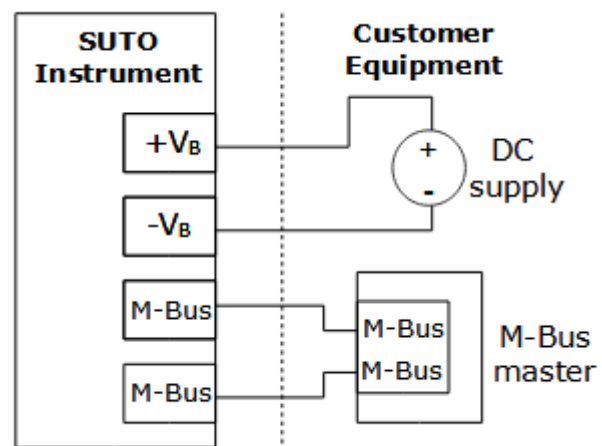 SUTO
Instrument
Customer
Equipment
+VB
-VB
M-Bus
M-Bus
+
-
DC
supply
M-Bus
M-Bus
M-Bus
master